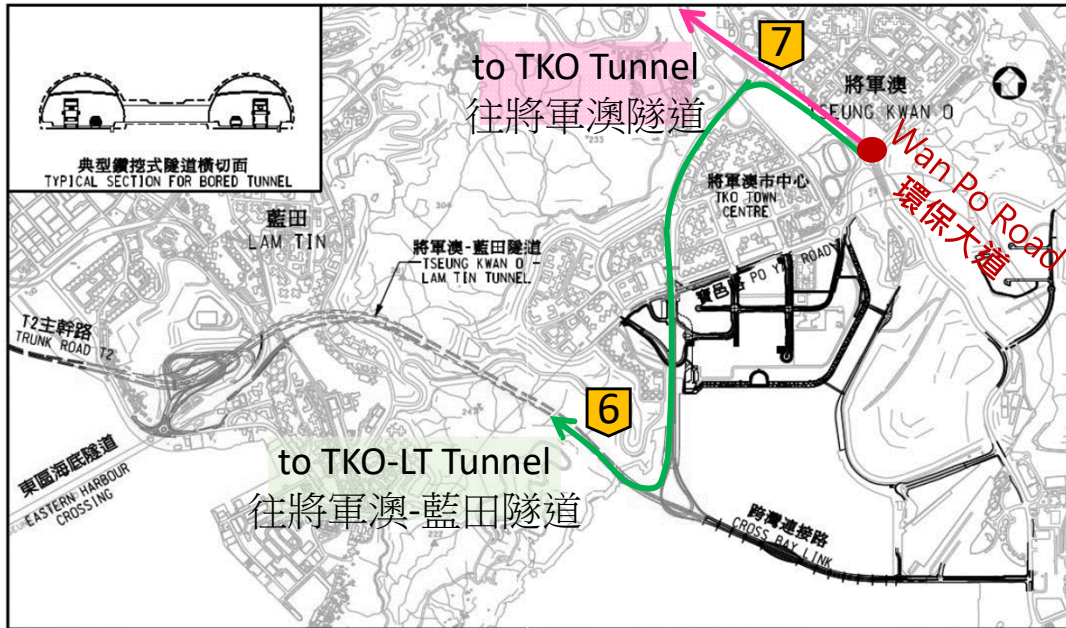 典型鑽挖式隧道橫切面
TYPICAL SECTION FOR BORED TUNNEL
to TKO Tunnel
往將軍澳隧道
7
將軍澳
TSEUNG KWAN O
Wan Po Road
環保大道
將軍澳市中心
TKO TOWN
CENTRE
藍田
LAM TIN
將軍澳-藍田隧道
TSEUNG KWAN O -
LAM TIN TUNNEL
寶邑路 PO YAP ROAD
T2主幹路
TRUNK ROAD T2
6
to TKO-LT Tunnel
往將軍澳-藍田隧道
東區海底隧道
EASTERN HARBOUR
CROSSING
跨灣連接路
CROSS BAY LINK
233
304
222